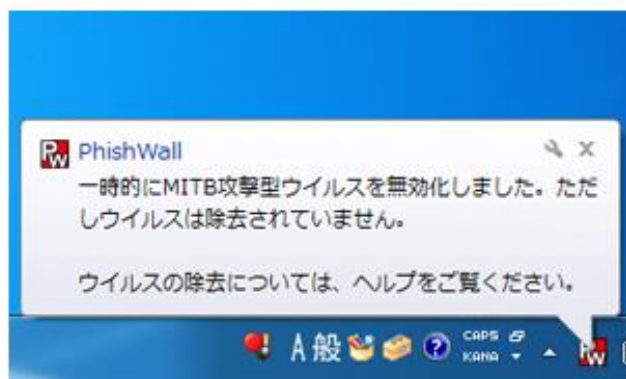 PhishWall
一時的にMITB攻撃型ウイルスを無効化しました。ただ
しウイルスは除去されていません。
ウイルスの除去については、ヘルプをご覧ください。
A 般 CAPS KANA
PW